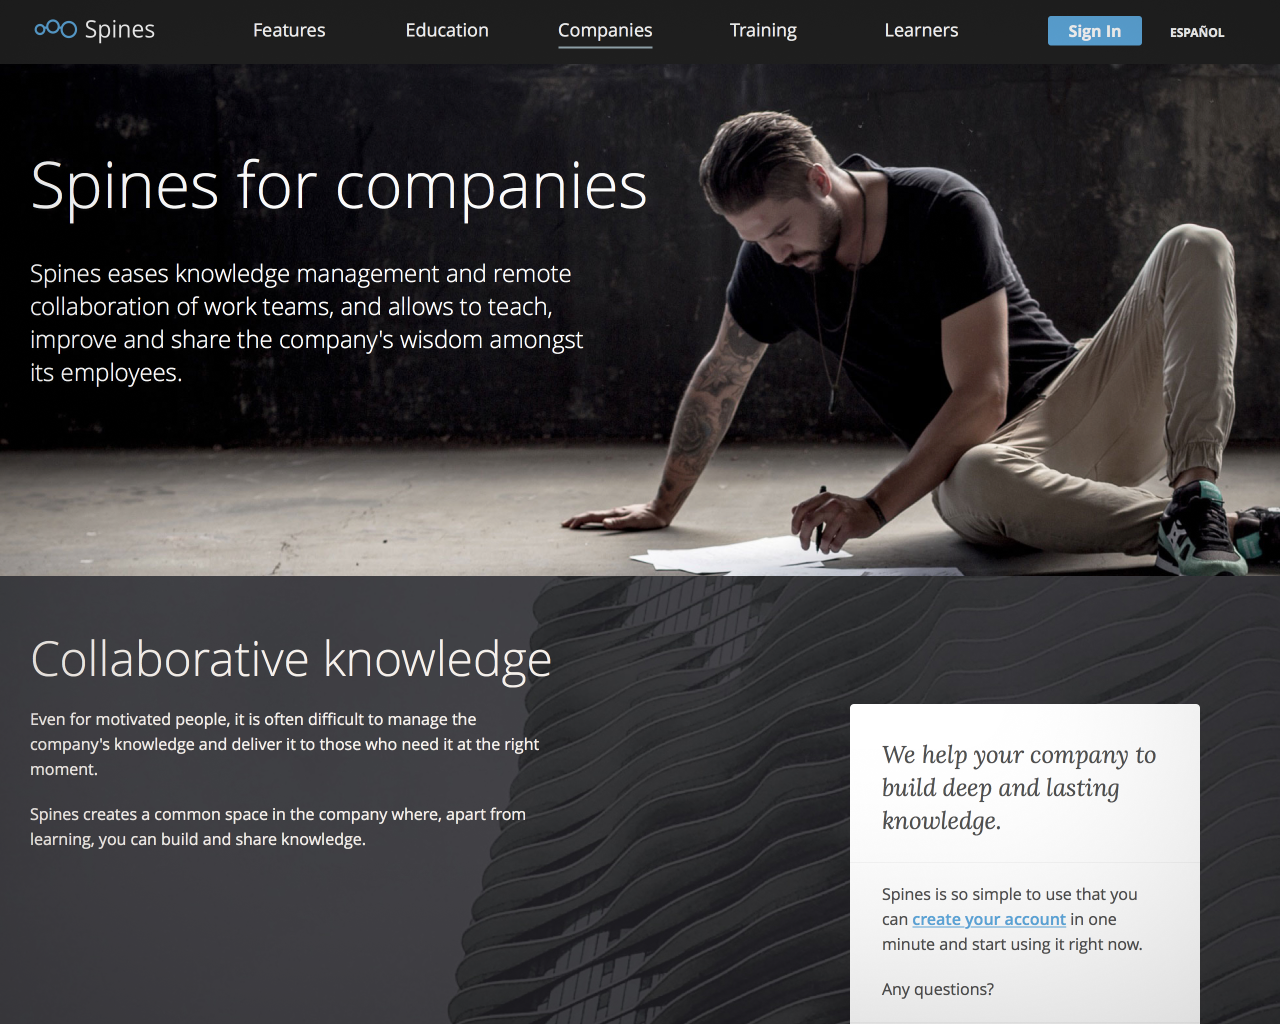 Spines
Features
Education
Companies
Training
Learners
Sign In
ESPAÑOL
Spines for companies
Spines eases knowledge management and remote
collaboration of work teams, and allows to teach,
improve and share the company's wisdom amongst
its employees.
Collaborative knowledge
Even for motivated people, it is often difficult to manage the
company's knowledge and deliver it to those who need it at the right
moment.
Spines creates a common space in the company where, apart from
learning, you can build and share knowledge.
We help your company to
build deep and lasting
knowledge.
Spines is so simple to use that you
can create your account in one
minute and start using it right now.
Any questions?